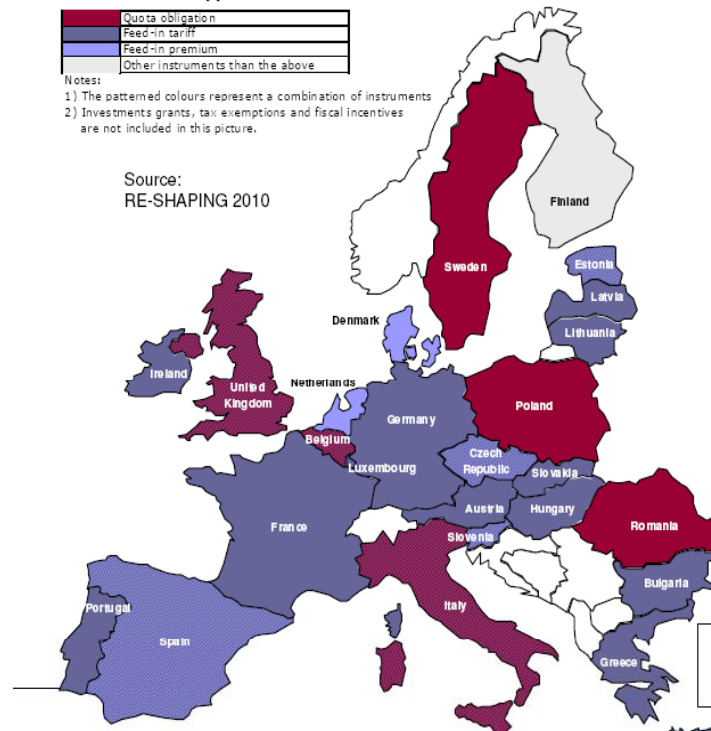 Quota obligation
Feed-in tariff
Feed-in premium
Other instruments than the above
Notes:
1) The patterned colours represent a combination of instruments
2) Investments grants, tax exemptions and fiscal incentives
are not included in this picture.
Source:
RE-SHAPING 2010
Finland
Sweden
Estonia
Latvia
Lithuania
Denmark
Ireland
United
Kingdom
Netherlands
Germany
Poland
Belgium
Czech
Republic
Luxembourg
Slovakia
Austria
Hungary
France
Romania
Slovenia
Bulgaria
Italy
Portugal
Spain
Greece